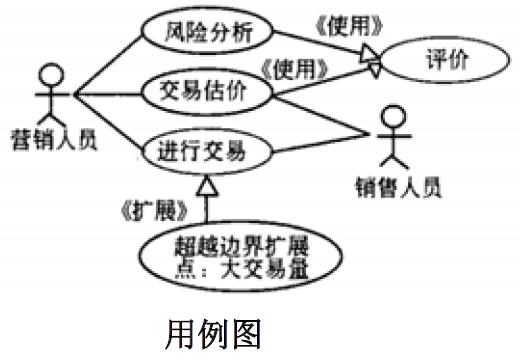 风险分析
《使用》
评价
交易估价
《使用》
营销人员
进行交易
销售人员
《扩展》
超越边界扩展
点：大交易量
用例图